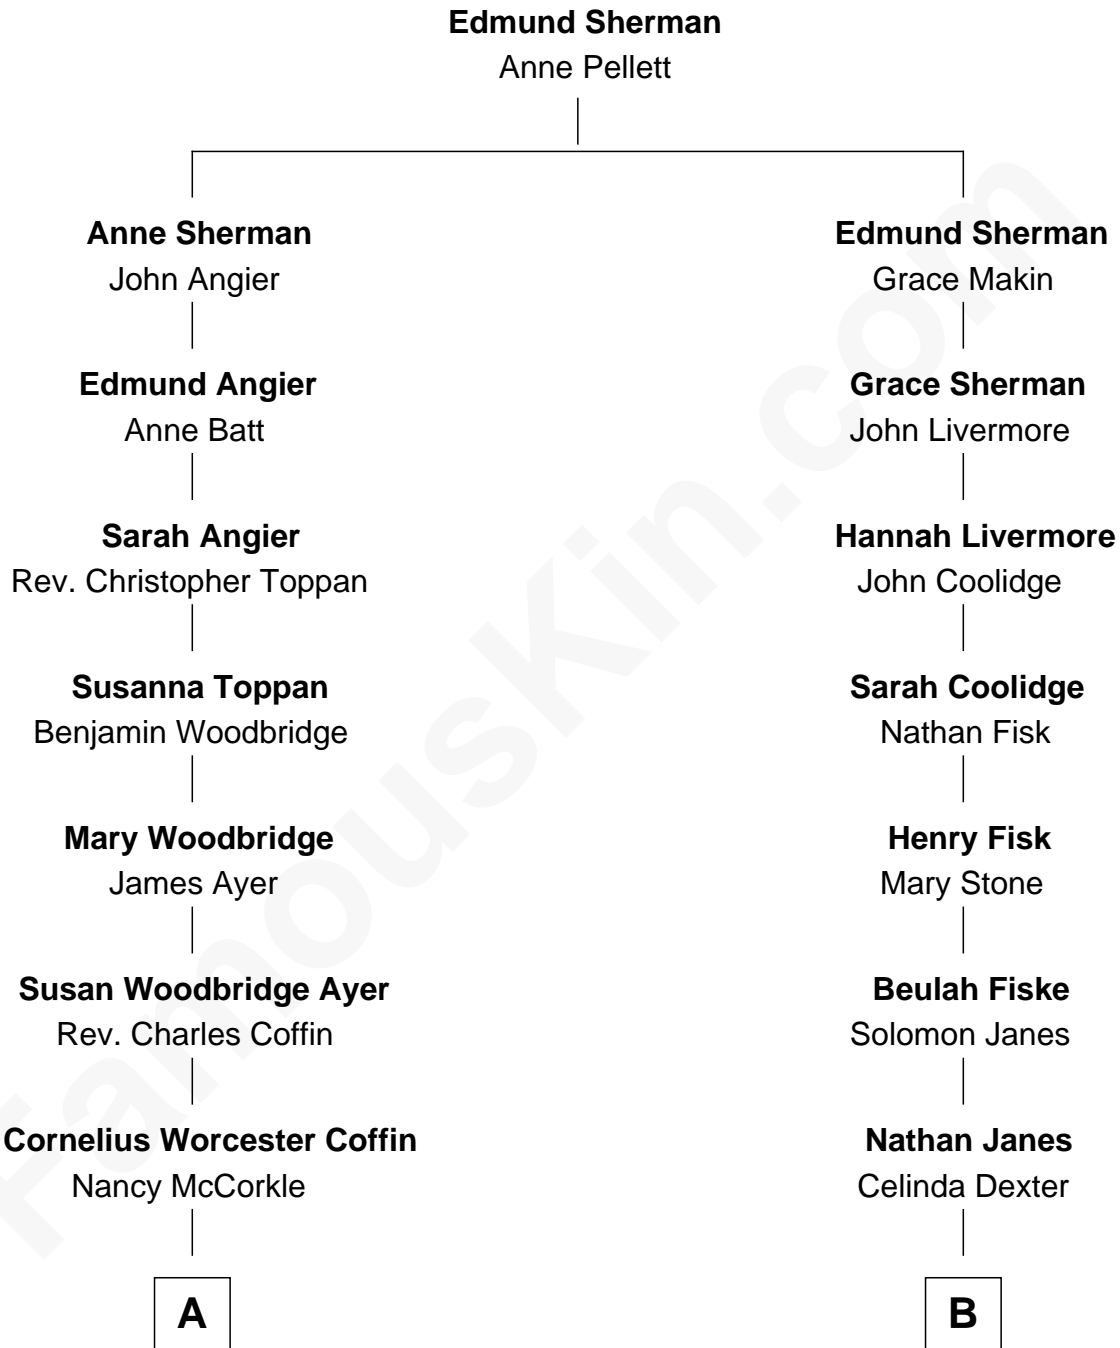 Edmund Sherman
Anne Pellett
Anne Sherman
John Angier
Edmund Angier
Anne Batt
Sarah Angier
Rev. Christopher Toppan
Susanna Toppan
Benjamin Woodbridge
Mary Woodbridge
James Ayer
Susan Woodbridge Ayer
Rev. Charles Coffin
Cornelius Worcester Coffin
Nancy McCorkle
A
Edmund Sherman
Grace Makin
Grace Sherman
John Livermore
Hannah Livermore
John Coolidge
Sarah Coolidge
Nathan Fisk
Henry Fisk
Mary Stone
Beulah Fiske
Solomon Janes
Nathan Janes
Celinda Dexter
B
FamousKin.com